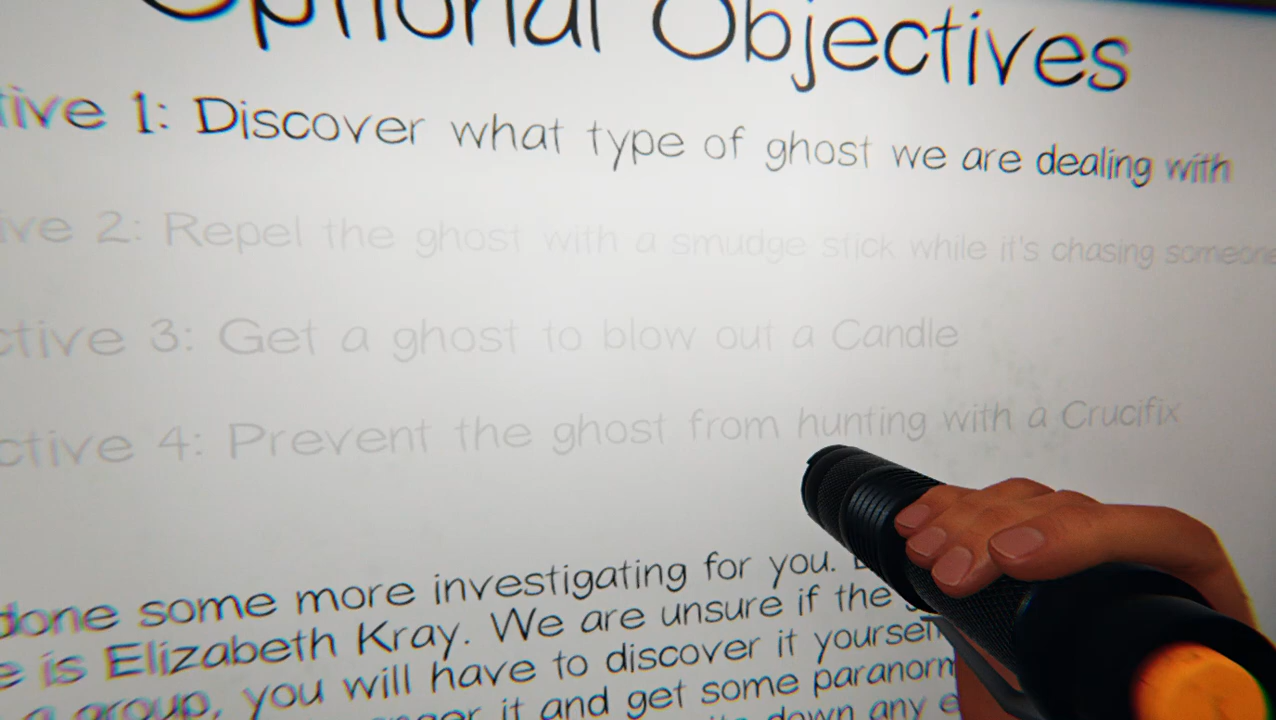 Optional Objectives
tive 1: Discover what type of ghost we are dealing with
ive 2: Repel the ghost with a smudge stick while it's chasing someone
ctive 3: Get a ghost to blow out a Candle
ctive 4: Prevent the ghost from hunting with a Crucifix
done some more investigating for you.
e is Elizabeth Kray. We are unsure if the
a group, you will have to discover it yourself
it and get some paranorm
down any e